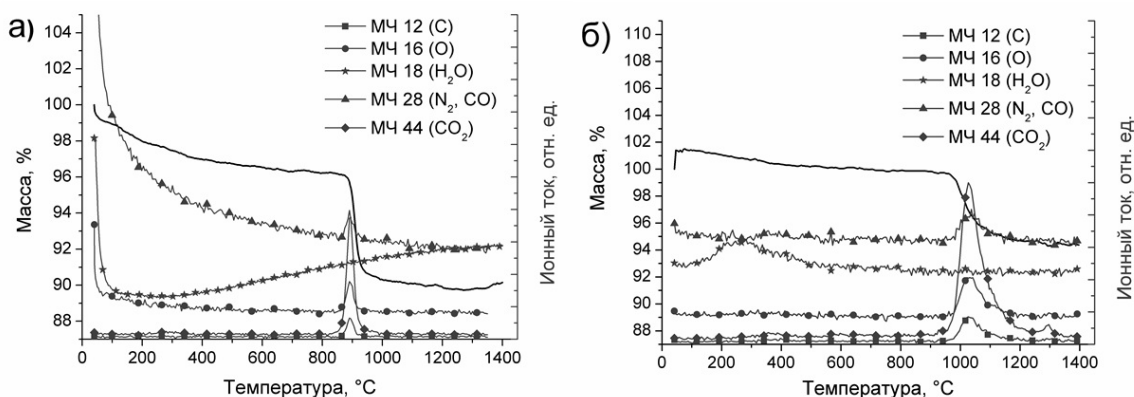 а)
МЧ 12 (C)
МЧ 16 (O)
МЧ 18 (H₂O)
МЧ 28 (N₂, CO)
МЧ 44 (CO₂)
104
102
100
98
96
94
92
90
88
Масса, %
Ионный ток, отн. ед.
0 200 400 600 800 1000 1200 1400
Температура, °C
б)
МЧ 12 (C)
МЧ 16 (O)
МЧ 18 (H₂O)
МЧ 28 (N₂, CO)
МЧ 44 (CO₂)
110
108
106
104
102
100
98
96
94
92
90
88
Масса, %
Ионный ток, отн. ед.
0 200 400 600 800 1000 1200 1400
Температура, °C